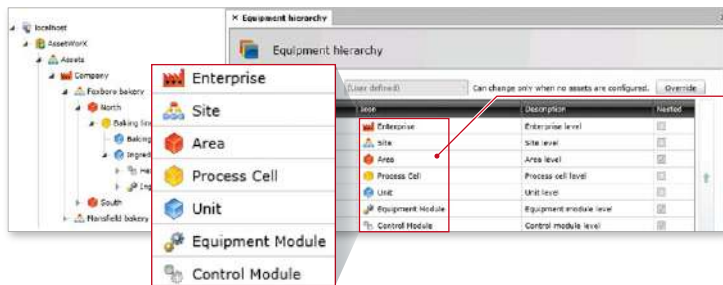 × Equipment hierarchy
localhost
AssetWorX
Assets
Company
Foxboro bakery
North
Baking line
Baking
Ingred
Ing
South
Mansfield bakery
Equipment hierarchy
(User defined)
Can change only when no assets are configured.
Override
Icon
Description
Nested
Enterprise
Enterprise level
Site
Site level
Area
Area level
Process Cell
Process cell level
Unit
Unit level
Equipment Module
Equipment module level
Control Module
Control module level
Enterprise
Site
Area
Process Cell
Unit
Equipment Module
Control Module